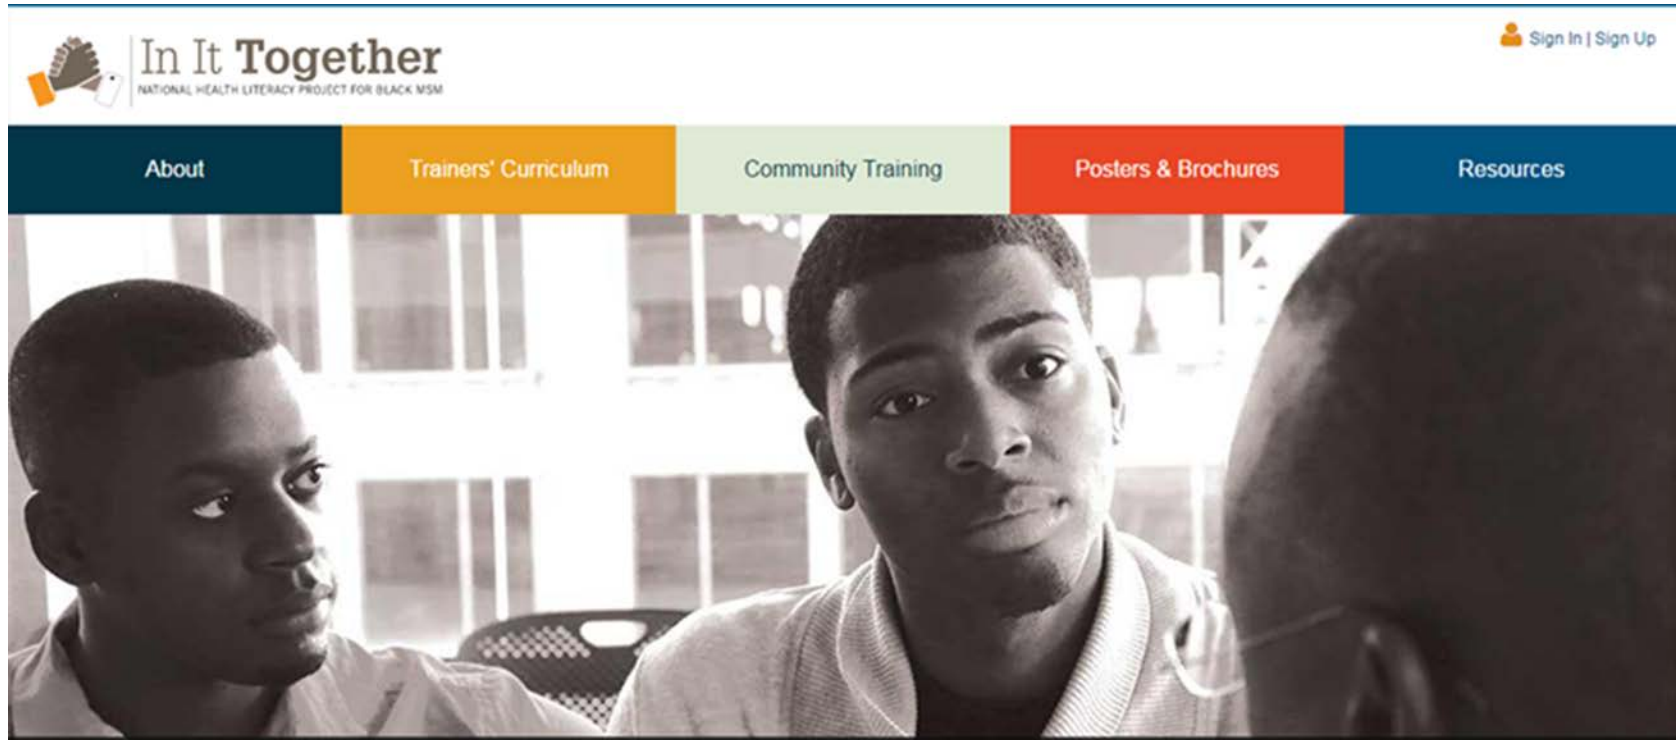 In It Together
NATIONAL HEALTH LITERACY PROJECT FOR BLACK MSM
Sign In | Sign Up
About
Trainers' Curriculum
Community Training
Posters & Brochures
Resources